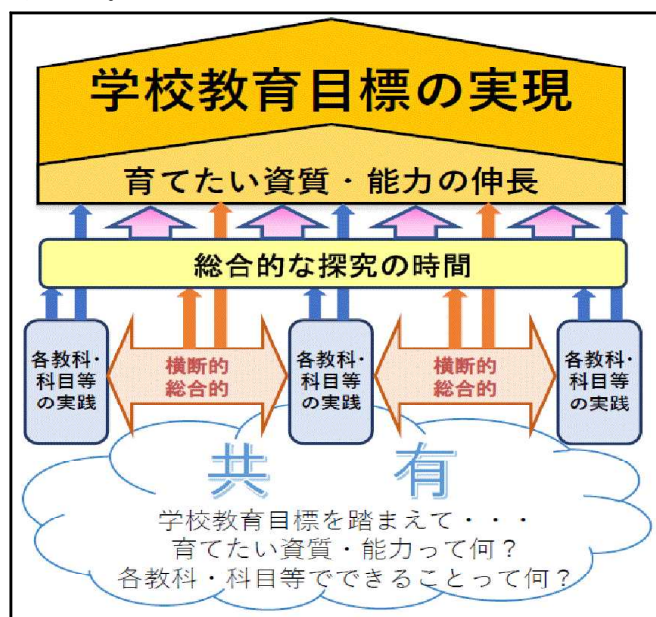 学校教育目標の実現
育てたい資質・能力の伸長
総合的な探究の時間
各教科・
科目等
の実践
横断的
総合的
各教科・
科目等
の実践
横断的
総合的
各教科・
科目等
の実践
共 有
学校教育目標を踏まえて・・・
育てたい資質・能力って何？
各教科・科目等でできることって何？